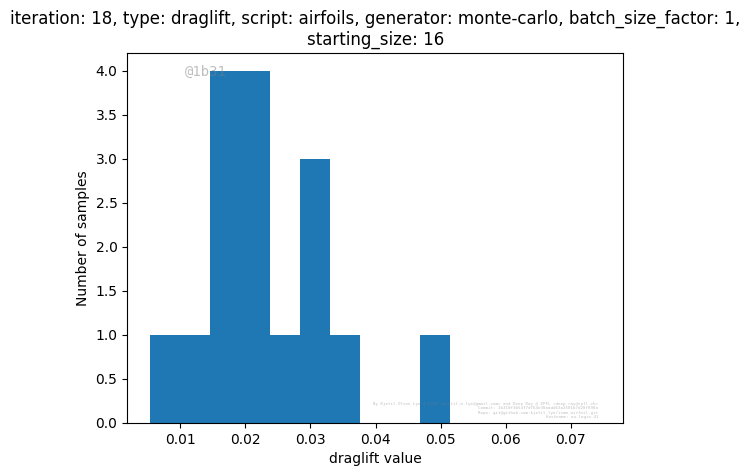 iteration: 18, type: draglift, script: airfoils, generator: monte-carlo, batch_size_factor: 1,
starting_size: 16
@1b31
4.0
3.5
3.0
2.5
2.0
1.5
1.0
0.5
0.0
Number of samples
0.01 0.02 0.03 0.04 0.05 0.06 0.07
draglift value